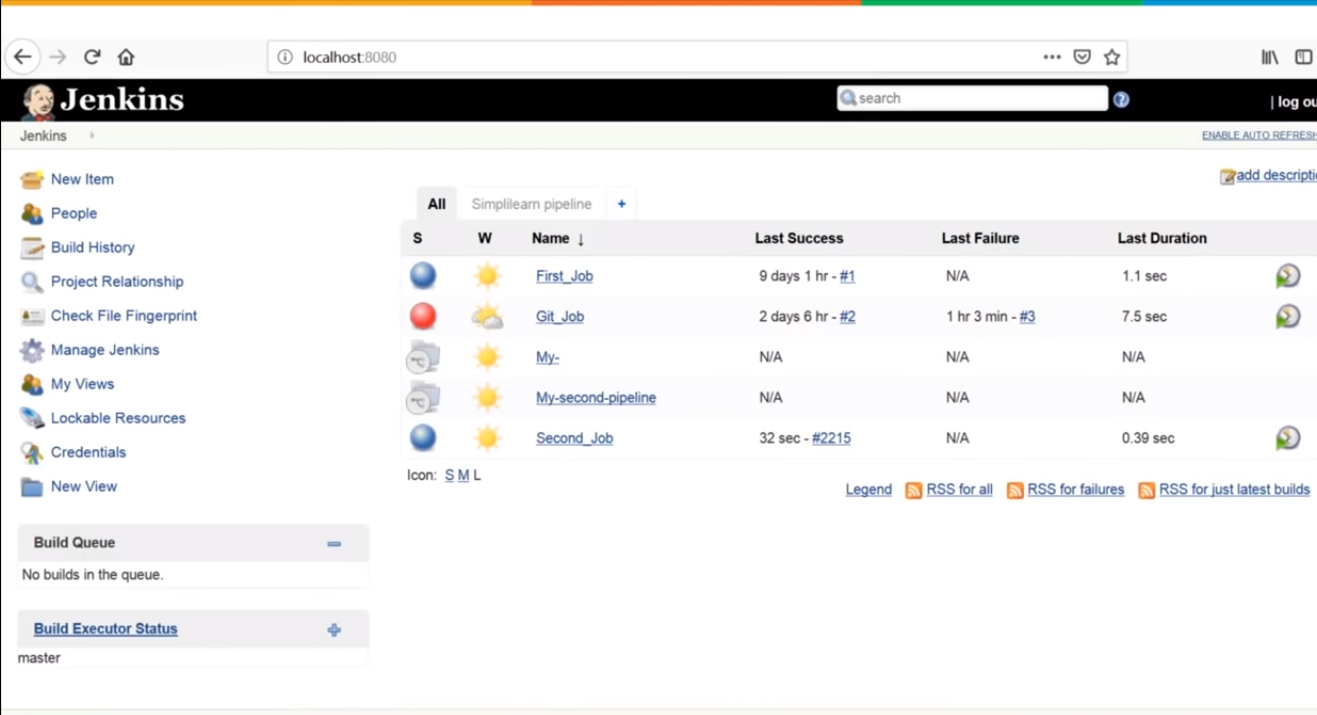 localhost:8080
Jenkins
search
| log ou
Jenkins
ENABLE AUTO REFRESH
New Item
People
Build History
Project Relationship
Check File Fingerprint
Manage Jenkins
My Views
Lockable Resources
Credentials
New View
Build Queue
No builds in the queue.
Build Executor Status
master
add descripti
All Simplilearn pipeline +
S W Name ↓ Last Success Last Failure Last Duration
First_Job 9 days 1 hr - #1 N/A 1.1 sec
Git_Job 2 days 6 hr - #2 1 hr 3 min - #3 7.5 sec
My- N/A N/A N/A
My-second-pipeline N/A N/A N/A
Second_Job 32 sec - #2215 N/A 0.39 sec
Icon: S M L
Legend RSS for all RSS for failures RSS for just latest builds